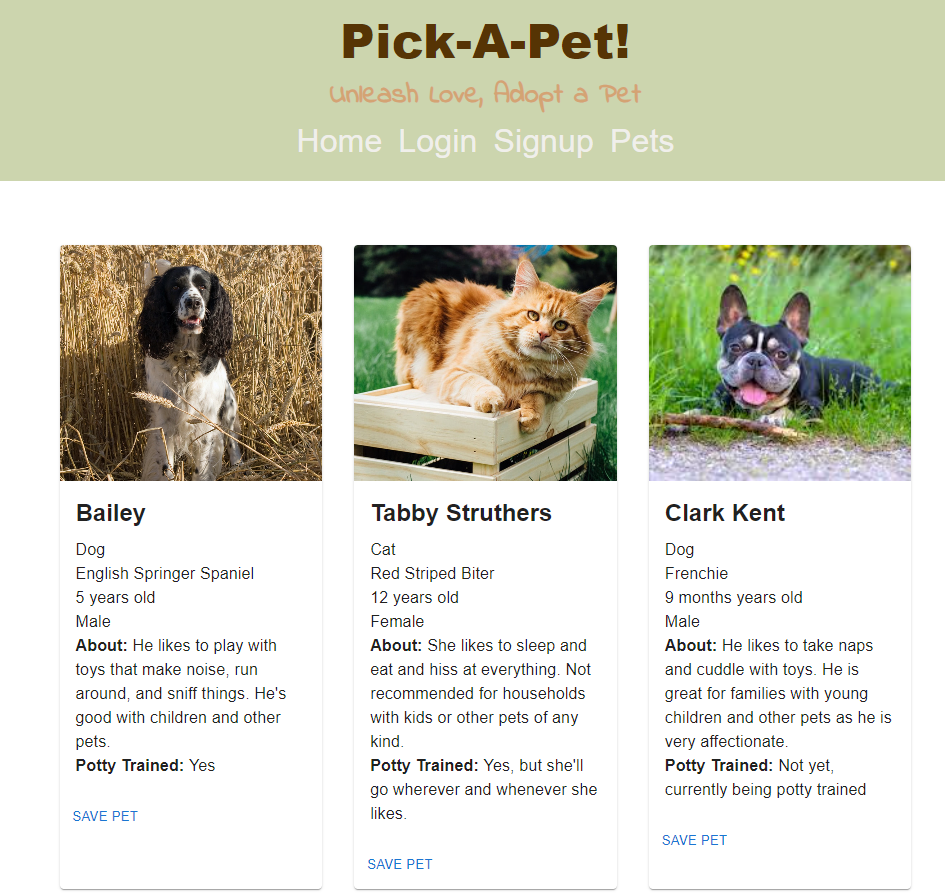 Pick-A-Pet!
Unleash Love, Adopt a Pet
Home Login Signup Pets
Bailey
Dog
English Springer Spaniel
5 years old
Male
About: He likes to play with
toys that make noise, run
around, and sniff things. He's
good with children and other
pets.
Potty Trained: Yes
SAVE PET
Tabby Struthers
Cat
Red Striped Biter
12 years old
Female
About: She likes to sleep and
eat and hiss at everything. Not
recommended for households
with kids or other pets of any
kind.
Potty Trained: Yes, but she'll
go wherever and whenever she
likes.
SAVE PET
Clark Kent
Dog
Frenchie
9 months years old
Male
About: He likes to take naps
and cuddle with toys. He is
great for families with young
children and other pets as he is
very affectionate.
Potty Trained: Not yet,
currently being potty trained
SAVE PET